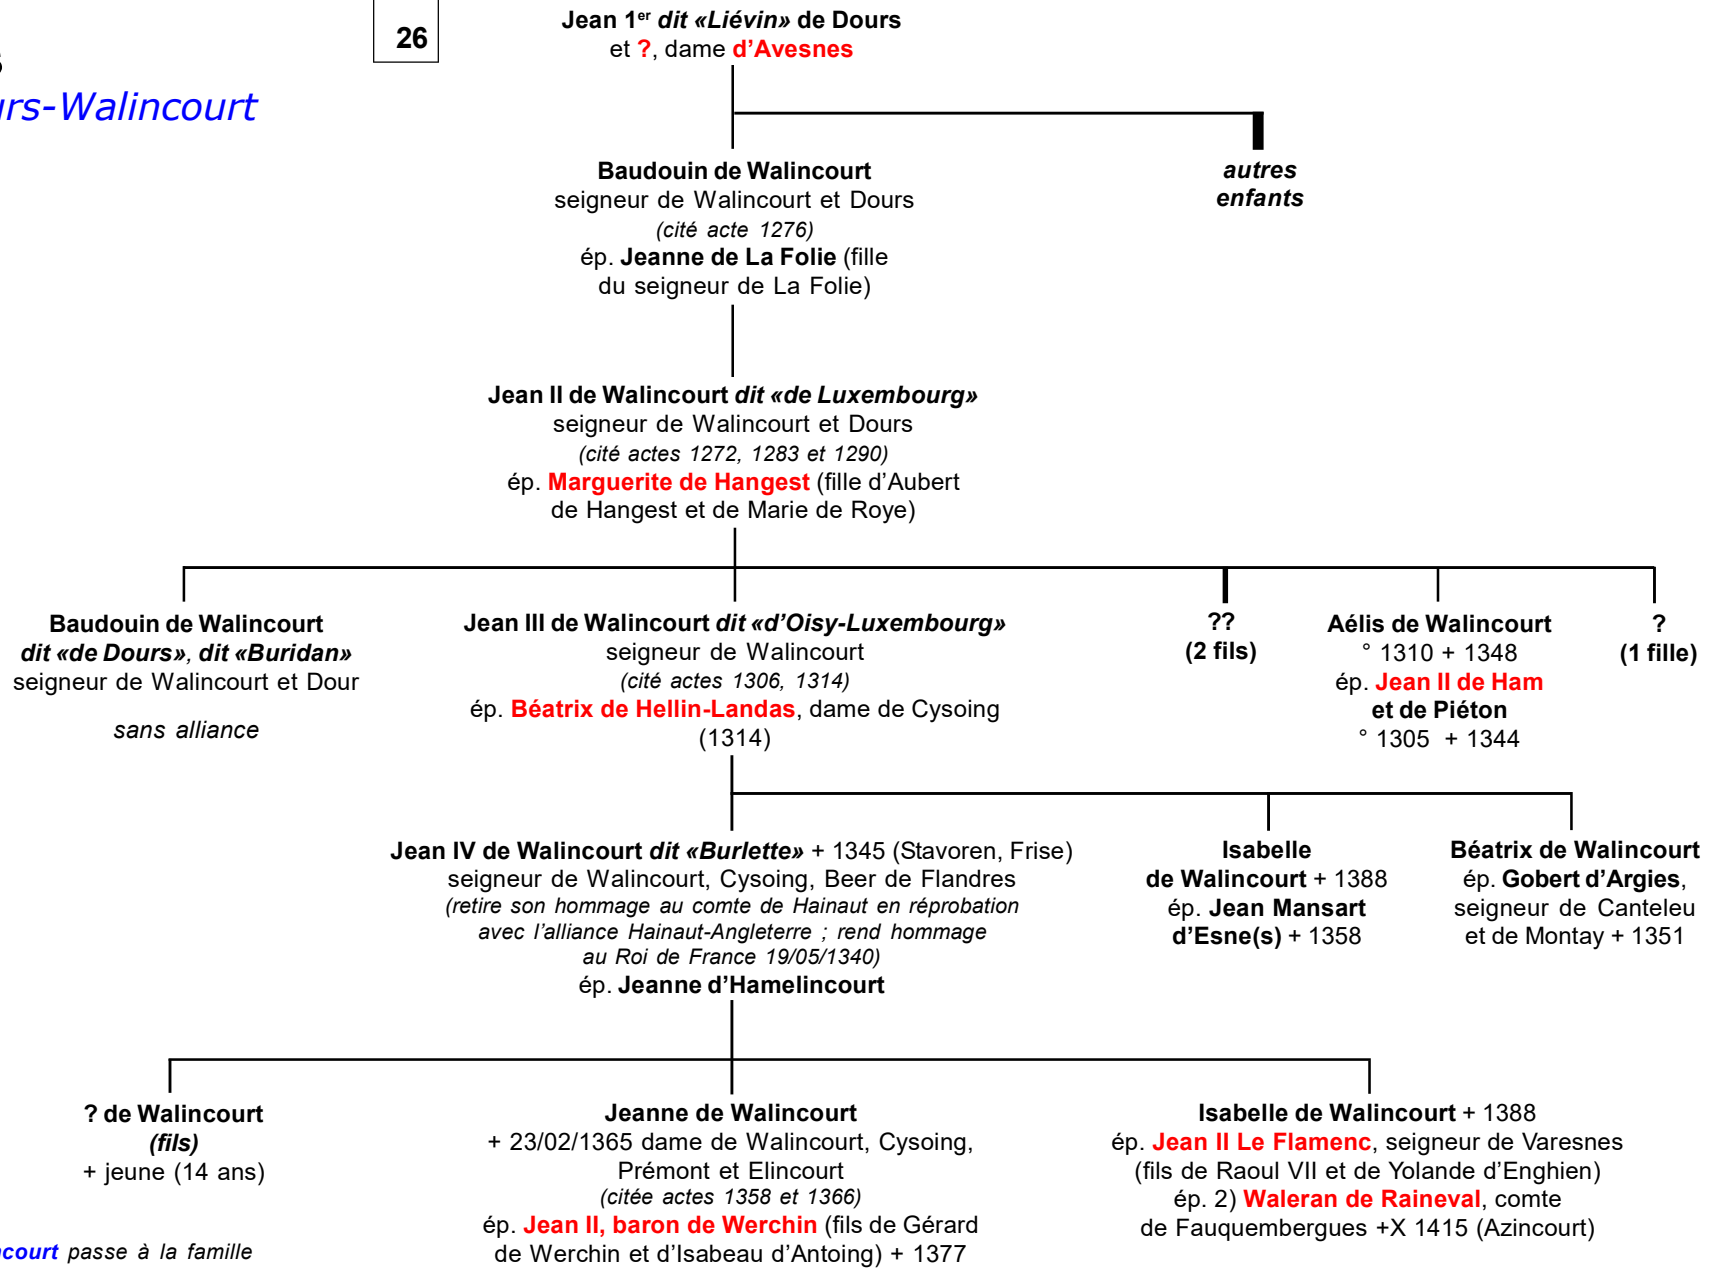 26
Jean 1er dit «Liévin» de Dours
et ?, dame d’Avesnes
urs-Walincourt
Baudouin de Walincourt
seigneur de Walincourt et Dours
(cité acte 1276)
ép. Jeanne de La Folie (fille
du seigneur de La Folie)
autres
enfants
Jean II de Walincourt dit «de Luxembourg»
seigneur de Walincourt et Dours
(cité actes 1272, 1283 et 1290)
ép. Marguerite de Hangest (fille d’Aubert
de Hangest et de Marie de Roye)
Baudouin de Walincourt
dit «de Dours», dit «Buridan»
seigneur de Walincourt et Dour
sans alliance
Jean III de Walincourt dit «d’Oisy-Luxembourg»
seigneur de Walincourt
(cité actes 1306, 1314)
ép. Béatrix de Hellin-Landas, dame de Cysoing
(1314)
??
(2 fils)
Aélis de Walincourt
° 1310 + 1348
ép. Jean II de Ham
et de Piéton
° 1305 + 1344
?
(1 fille)
Jean IV de Walincourt dit «Burlette» + 1345 (Stavoren, Frise)
seigneur de Walincourt, Cysoing, Beer de Flandres
(retire son hommage au comte de Hainaut en réprobation
avec l’alliance Hainaut-Angleterre ; rend hommage
au Roi de France 19/05/1340)
ép. Jeanne d’Hamelincourt
Isabelle
de Walincourt + 1388
ép. Jean Mansart
d’Esne(s) + 1358
Béatrix de Walincourt
ép. Gobert d’Argies,
seigneur de Canteleu
et de Montay + 1351
? de Walincourt
(fils)
+ jeune (14 ans)
Jeanne de Walincourt
+ 23/02/1365 dame de Walincourt, Cysoing,
Prémont et Elincourt
(citée actes 1358 et 1366)
ép. Jean II, baron de Werchin (fils de Gérard
de Werchin et d'Isabeau d’Antoing) + 1377
Isabelle de Walincourt + 1388
ép. Jean II Le Flamenc, seigneur de Varesnes
(fils de Raoul VII et de Yolande d’Enghien)
ép. 2) Waleran de Raineval, comte
de Fauquembergues +X 1415 (Azincourt)
ncourt passe à la famille